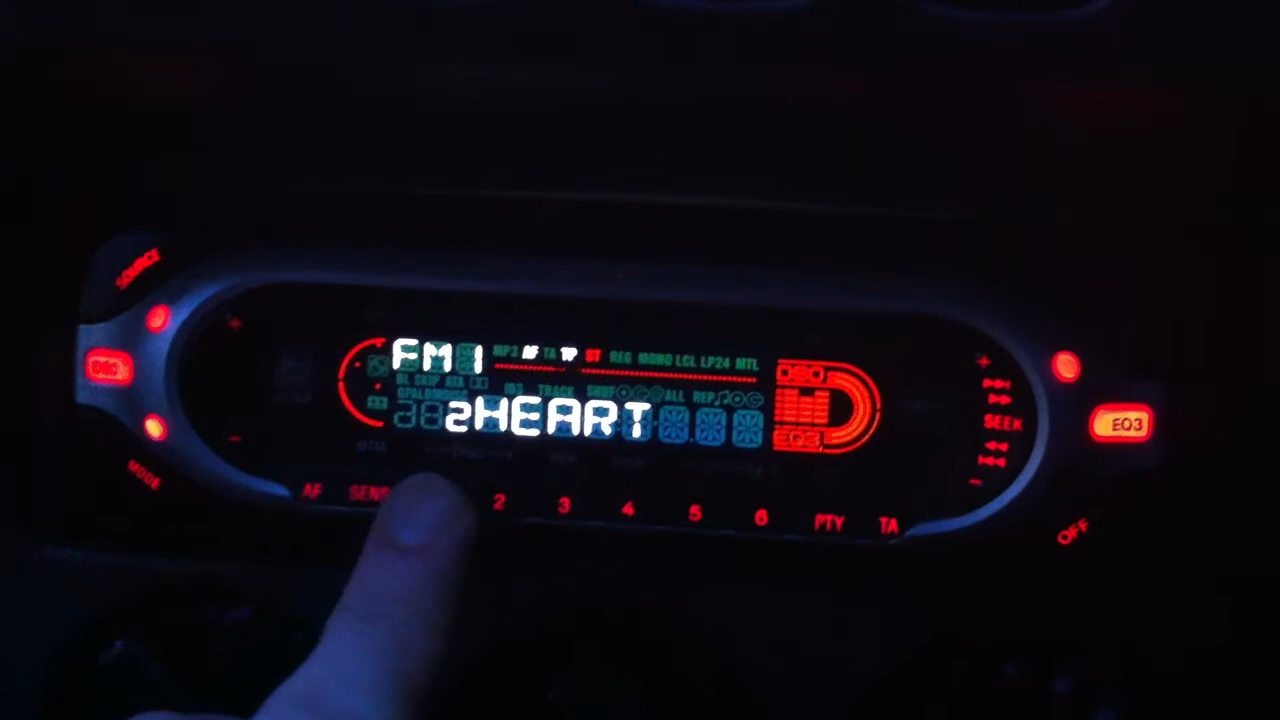 SOURCE
FM1 MP3 AF TA TP ST REG MONO LCL LP24 MTL
DSO
BL SKIP ATA
TRACK SHUF ALL REP
2HEART
EQ3
SEEK
EQ3
MODE
AF SENS 2 3 4 5 6 PTY TA
OFF